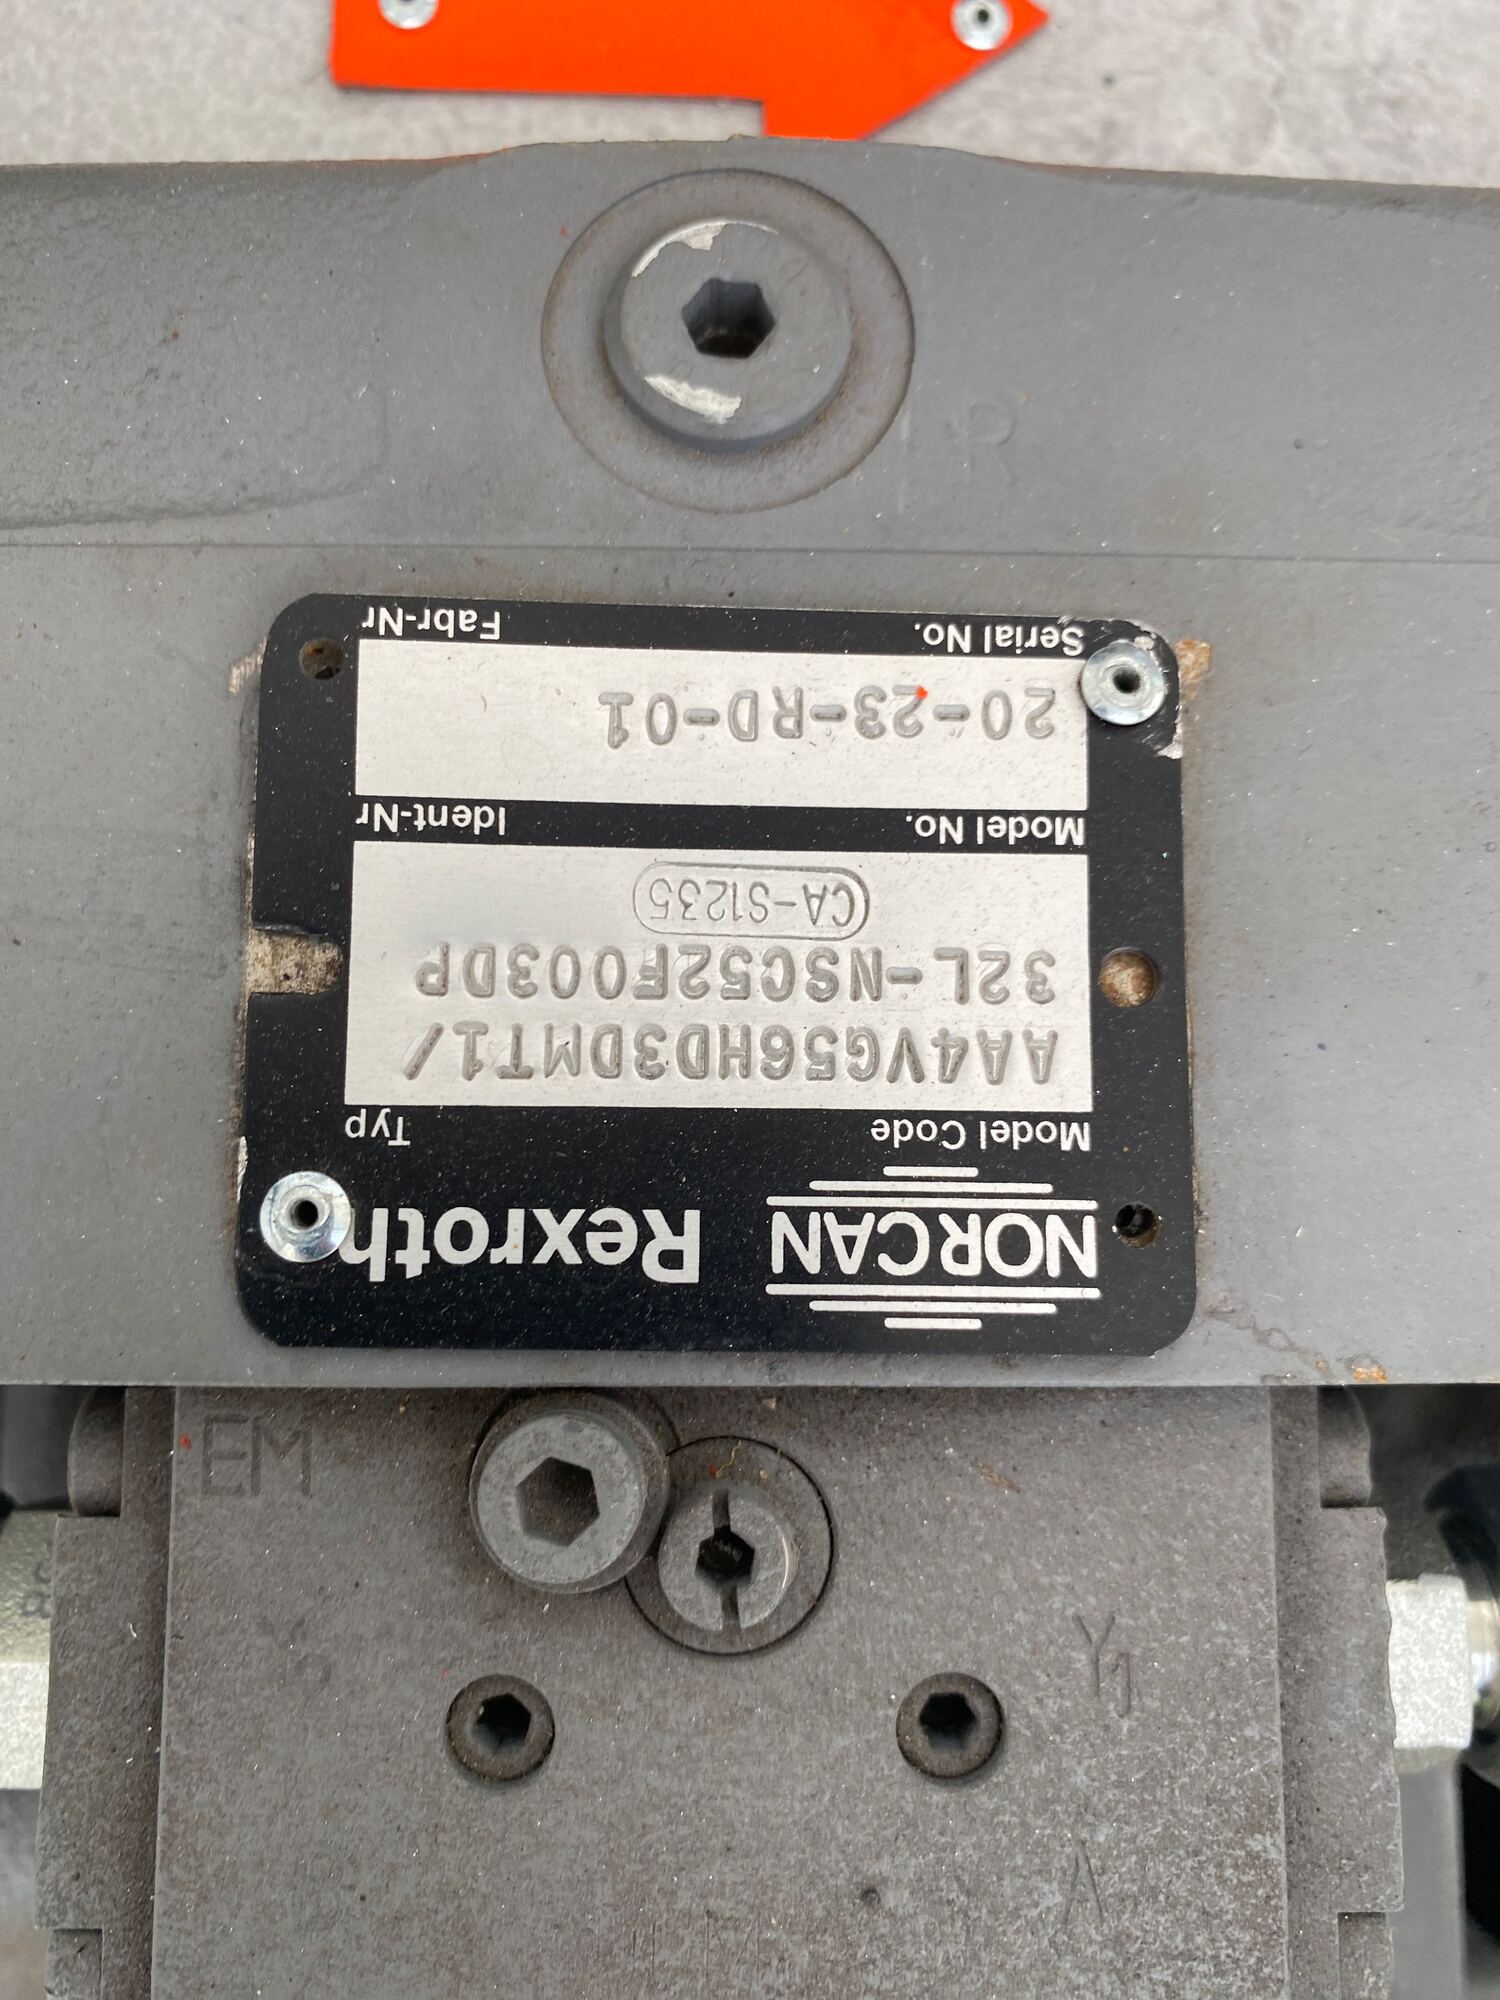 NORCAN Rexroth
Model Code Typ
AA4VG56HD3DMT1/
32L-NSC52F003DP
CA-S1235
Model No. Ident-Nr
20-23-RD-01
Serial No. Fabr-Nr
R
EM
Y1
A